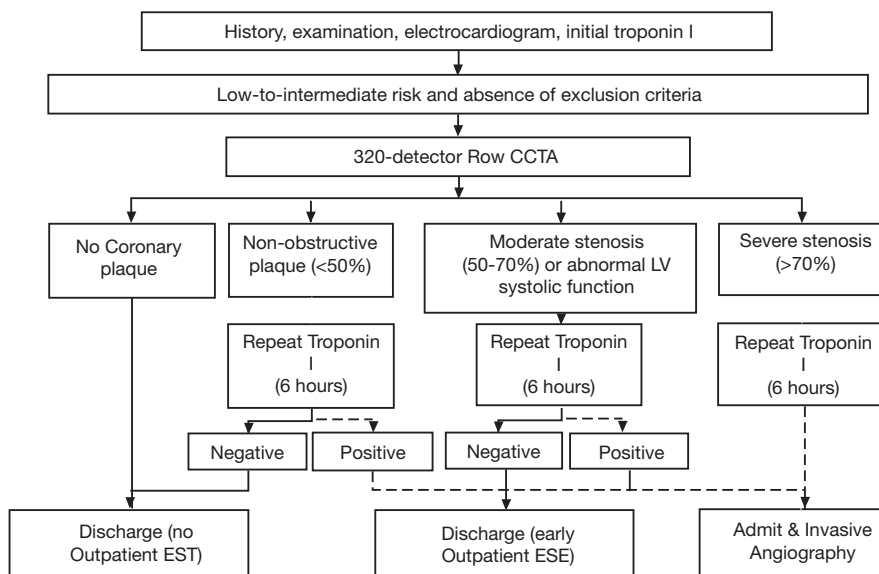 History, examination, electrocardiogram, initial troponin I
Low-to-intermediate risk and absence of exclusion criteria
320-detector Row CCTA
No Coronary
plaque
Non-obstructive
plaque (<50%)
Moderate stenosis
(50-70%) or abnormal LV
systolic function
Severe stenosis
(>70%)
Repeat Troponin
I
(6 hours)
Repeat Troponin
I
(6 hours)
Repeat Troponin
I
(6 hours)
Negative
Positive
Negative
Positive
Discharge (no
Outpatient EST)
Discharge (early
Outpatient ESE)
Admit & Invasive
Angiography